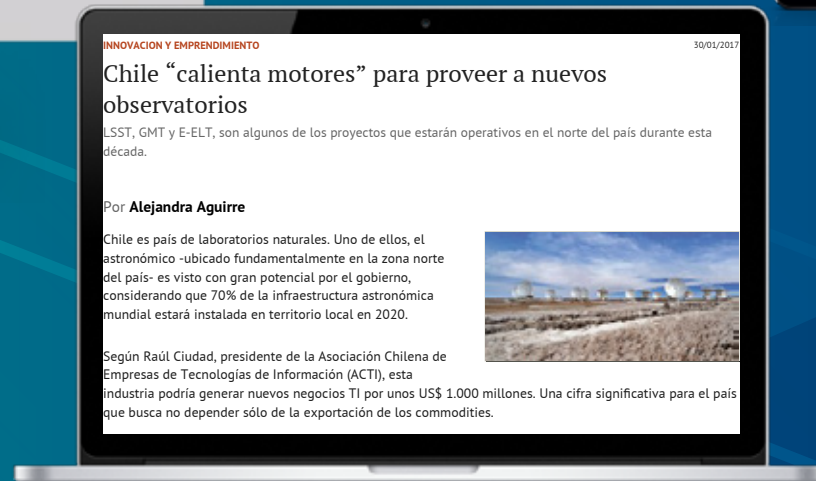 INNOVACION Y EMPRENDIMIENTO
30/01/2017
Chile “calienta motores” para proveer a nuevos
observatorios
LSST, GMT y E-ELT, son algunos de los proyectos que estarán operativos en el norte del país durante esta
década.
Por Alejandra Aguirre
Chile es país de laboratorios naturales. Uno de ellos, el
astronómico -ubicado fundamentalmente en la zona norte
del país- es visto con gran potencial por el gobierno,
considerando que 70% de la infraestructura astronómica
mundial estará instalada en territorio local en 2020.
Según Raúl Ciudad, presidente de la Asociación Chilena de
Empresas de Tecnologías de Información (ACTI), esta
industria podría generar nuevos negocios TI por unos US$ 1.000 millones. Una cifra significativa para el país
que busca no depender sólo de la exportación de los commodities.